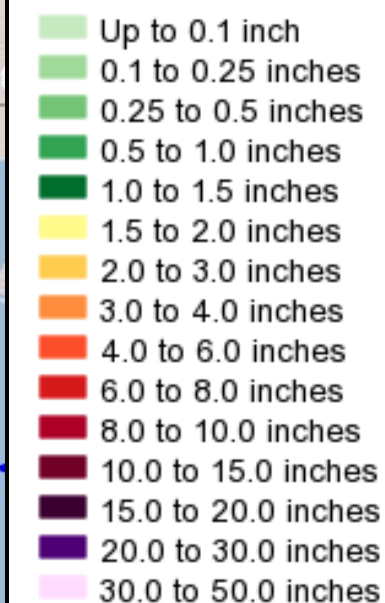 Up to 0.1 inch
0.1 to 0.25 inches
0.25 to 0.5 inches
0.5 to 1.0 inches
1.0 to 1.5 inches
1.5 to 2.0 inches
2.0 to 3.0 inches
3.0 to 4.0 inches
4.0 to 6.0 inches
6.0 to 8.0 inches
8.0 to 10.0 inches
10.0 to 15.0 inches
15.0 to 20.0 inches
20.0 to 30.0 inches
30.0 to 50.0 inches